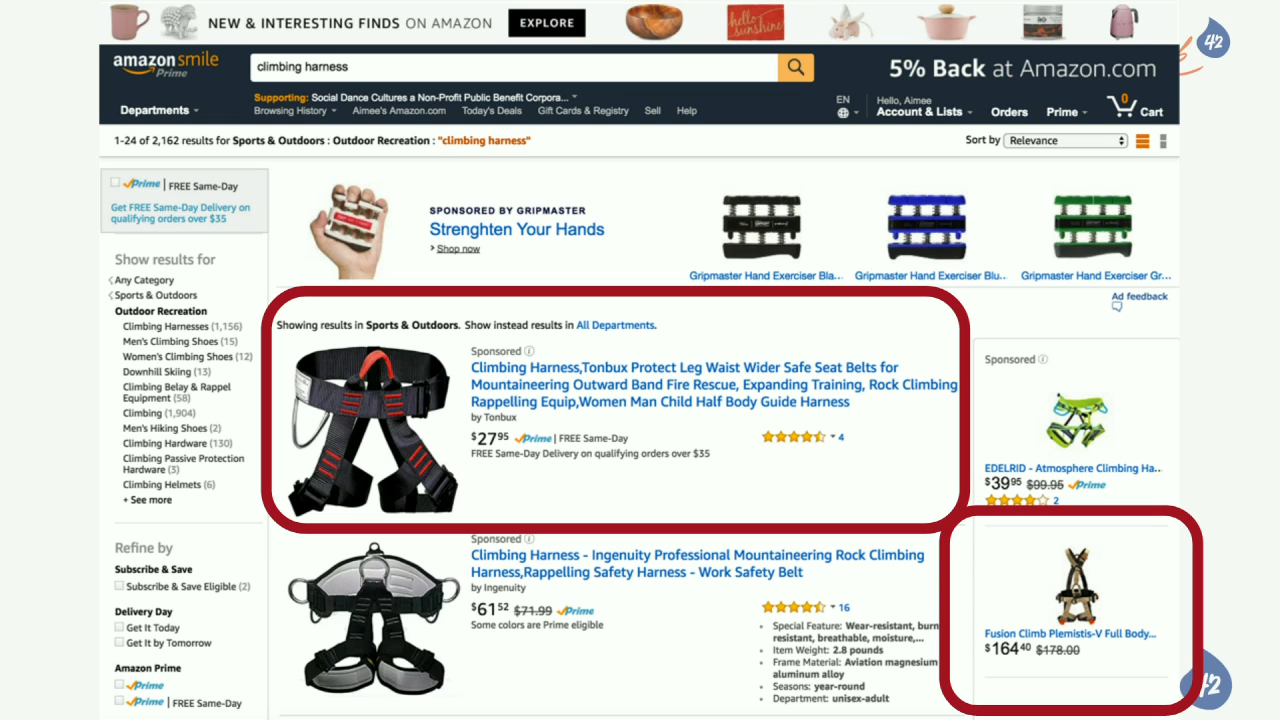 NEW & INTERESTING FINDS ON AMAZON
EXPLORE
hello sunshine
42
amazonsmile
Prime
climbing harness
5% Back at Amazon.com
Departments
Supporting: Social Dance Cultures a Non-Profit Public Benefit Corpora...
Browsing History
Aimee's Amazon.com
Today's Deals
Gift Cards & Registry
Sell
Help
EN
Hello, Aimee
Account & Lists
Orders
Prime
0
Cart
1-24 of 2,162 results for Sports & Outdoors : Outdoor Recreation : "climbing harness"
Sort by
Relevance
Prime | FREE Same-Day
Get FREE Same-Day Delivery on
qualifying orders over $35
Show results for
Any Category
Sports & Outdoors
Outdoor Recreation
Climbing Harnesses (1,156)
Men's Climbing Shoes (15)
Women's Climbing Shoes (12)
Downhill Skiing (13)
Climbing Belay & Rappel
Equipment (58)
Climbing (1,904)
Men's Hiking Shoes (2)
Climbing Hardware (130)
Climbing Passive Protection
Hardware (3)
Climbing Helmets (6)
+ See more
Refine by
Subscribe & Save
Subscribe & Save Eligible (2)
Delivery Day
Get It Today
Get It by Tomorrow
Amazon Prime
Prime
Prime | FREE Same-Day
SPONSORED BY GRIPMASTER
Strenghten Your Hands
Shop now
Gripmaster Hand Exerciser Bla...
Gripmaster Hand Exerciser Blu...
Gripmaster Hand Exerciser Gr...
Ad feedback
Showing results in Sports & Outdoors. Show instead results in All Departments.
Sponsored
Climbing Harness,Tonbux Protect Leg Waist Wider Safe Seat Belts for
Mountaineering Outward Band Fire Rescue, Expanding Training, Rock Climbing
Rappelling Equip,Women Man Child Half Body Guide Harness
by Tonbux
$27 95 Prime | FREE Same-Day
FREE Same-Day Delivery on qualifying orders over $35
4
Sponsored
Climbing Harness - Ingenuity Professional Mountaineering Rock Climbing
Harness,Rappelling Safety Harness - Work Safety Belt
by Ingenuity
$61 52 $71.99 Prime
Some colors are Prime eligible
16
Special Feature: Wear-resistant, burn
resistant, breathable, moisture,...
Item Weight: 2.8 pounds
Frame Material: Aviation magnesium
aluminum alloy
Seasons: year-round
Department: unisex-adult
Sponsored
EDELRID - Atmosphere Climbing Ha...
$39 95 $99.95 Prime
2
Fusion Climb Plemistis-V Full Body...
$164 40 $178.00
42